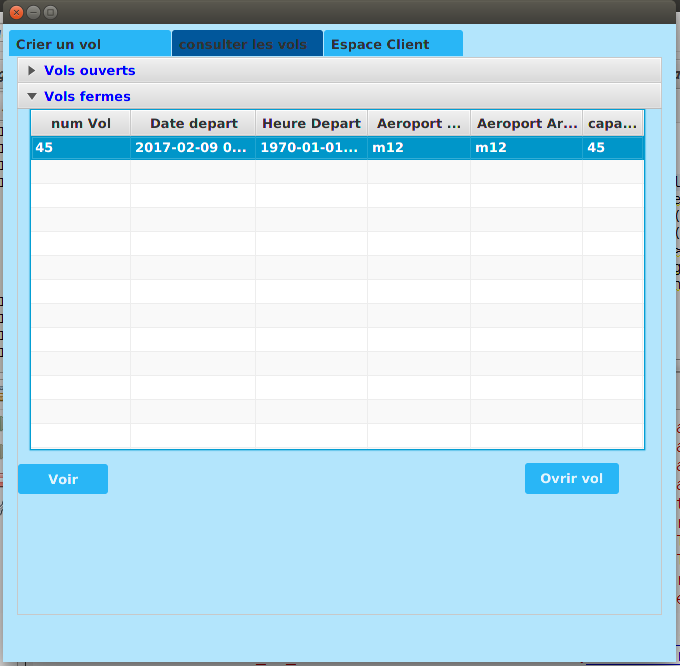 Crier un vol consulter les vols Espace Client
Vols ouverts
Vols fermes
num Vol Date depart Heure Depart Aeroport ... Aeroport Ar... capa...
45 2017-02-09 0... 1970-01-01... m12 m12 45
Voir Ovrir vol